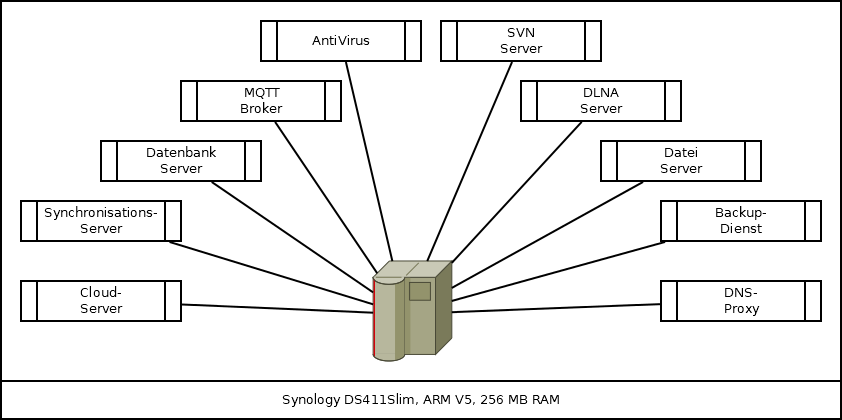 AntiVirus
SVN
Server
MQTT
Broker
DLNA
Server
Datenbank
Server
Datei
Server
Synchronisations-
Server
Backup-
Dienst
Cloud-
Server
DNS-
Proxy
Synology DS411Slim, ARM V5, 256 MB RAM